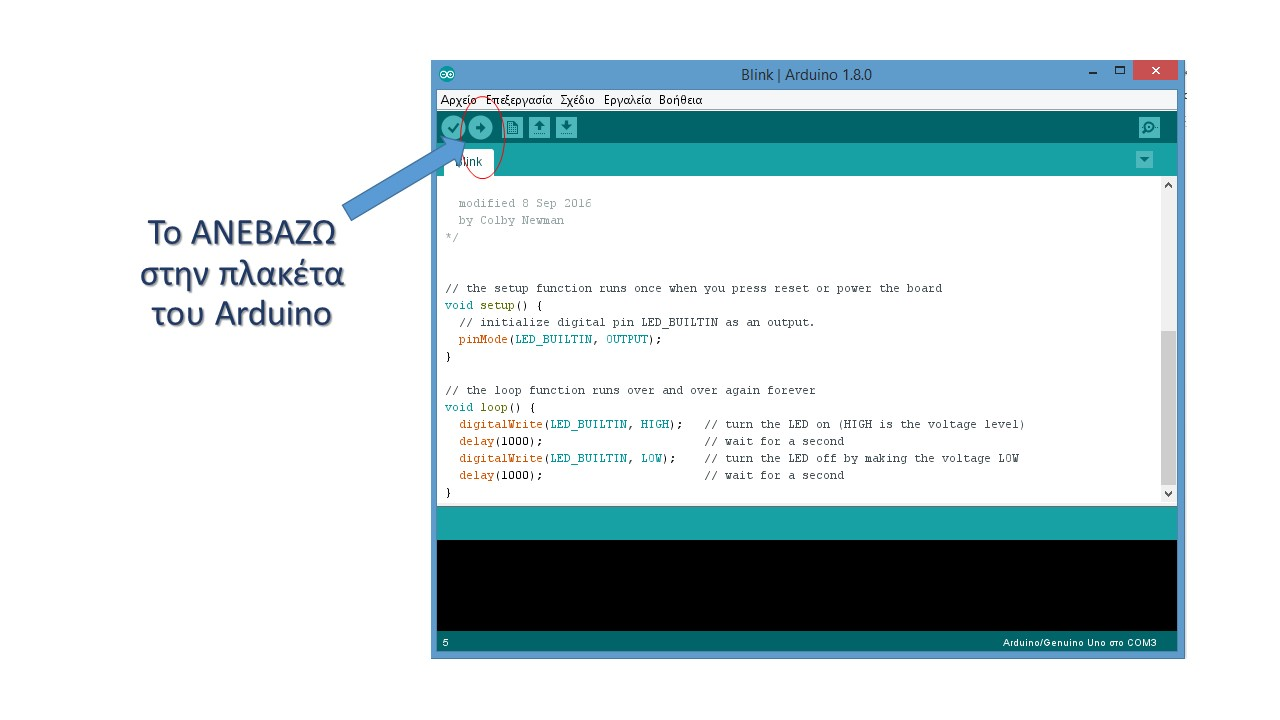 Το ΑΝΕΒΑΖΩ
στην πλακέτα
του Arduino
Blink | Arduino 1.8.0
Αρχείο Επεξεργασία Σχέδιο Εργαλεία Βοήθεια
Blink
modified 8 Sep 2016
by Colby Newman
*/
// the setup function runs once when you press reset or power the board
void setup() {
// initialize digital pin LED_BUILTIN as an output.
pinMode(LED_BUILTIN, OUTPUT);
}
// the loop function runs over and over again forever
void loop() {
digitalWrite(LED_BUILTIN, HIGH);   // turn the LED on (HIGH is the voltage level)
delay(1000);                       // wait for a second
digitalWrite(LED_BUILTIN, LOW);    // turn the LED off by making the voltage LOW
delay(1000);                       // wait for a second
}
5
Arduino/Genuino Uno στο COM3